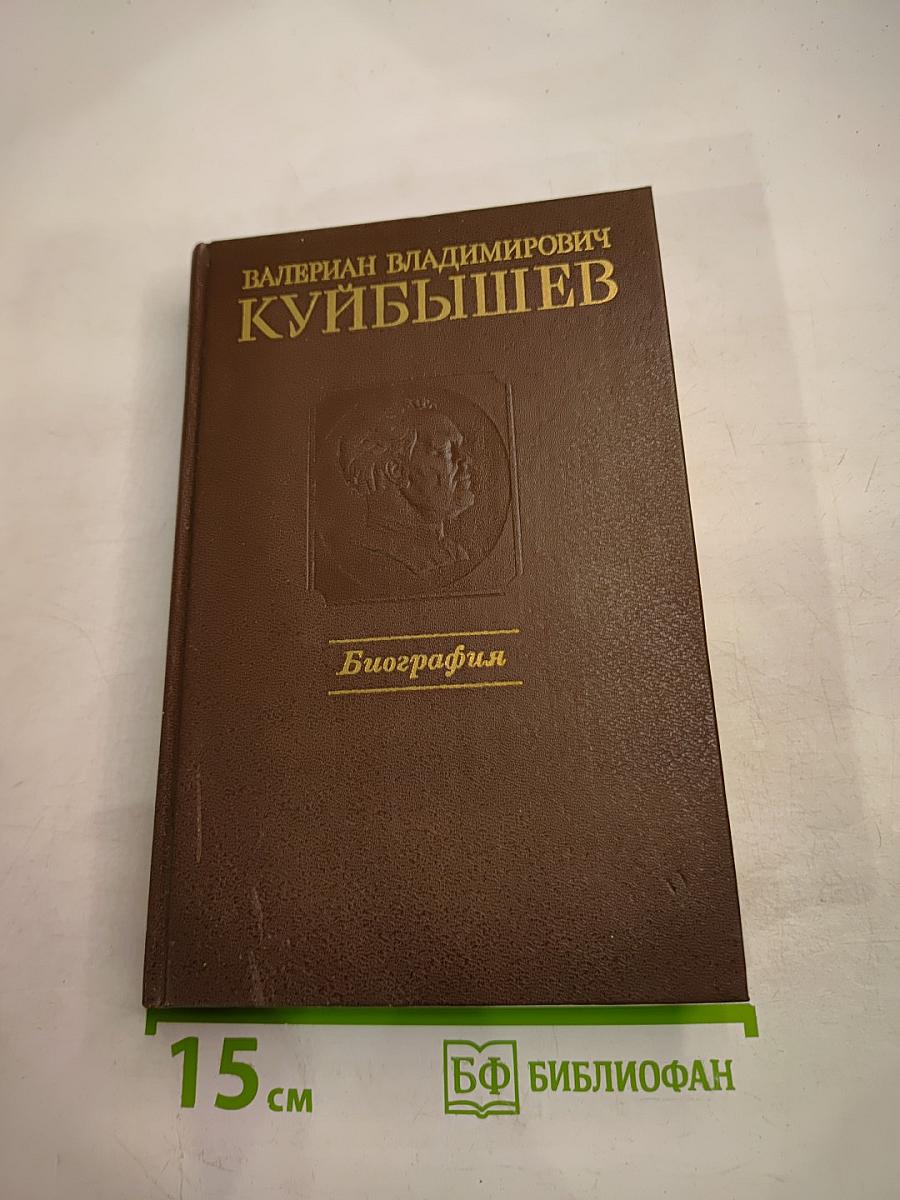 ВАЛЕРИАН ВЛАДИМИРОВИЧ
КУЙБЫШЕВ
Биография
15 см
БФ БИБЛИОФАН